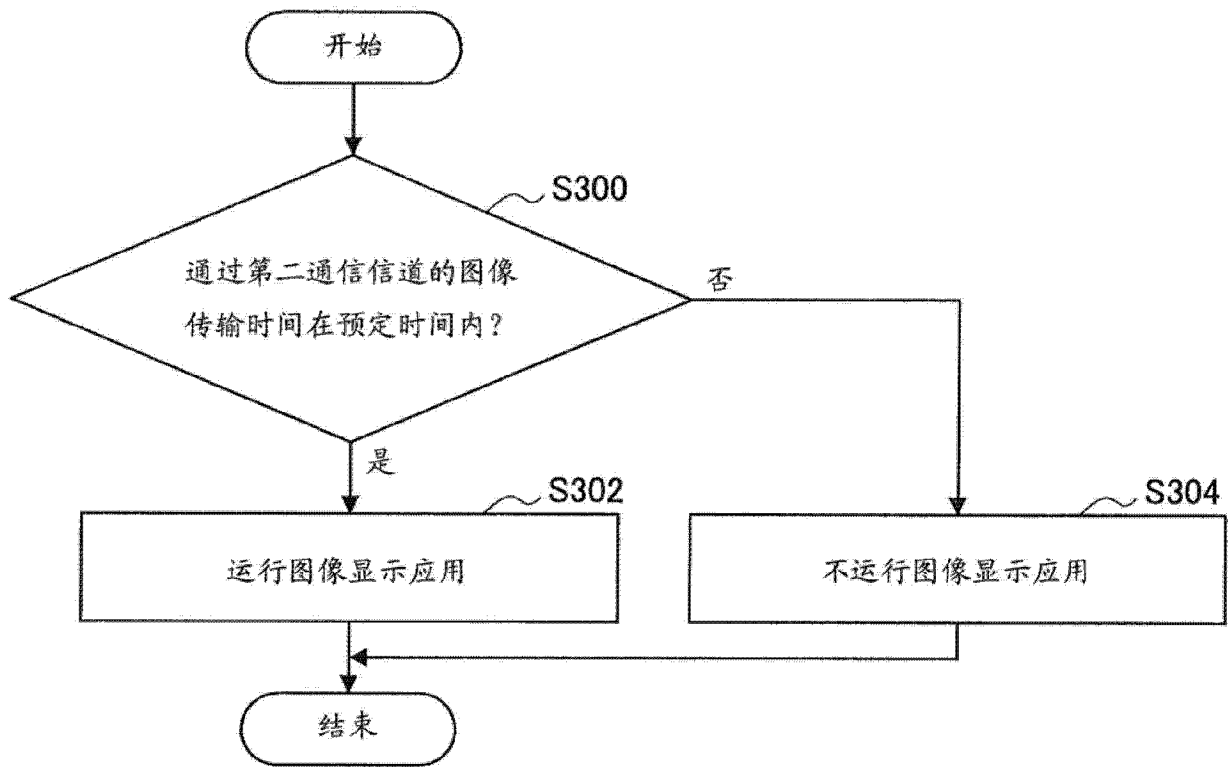 开始
S300
通过第二通信信道的图像
传输时间在预定时间内?
否
是
S302
S304
运行图像显示应用
不运行图像显示应用
结束